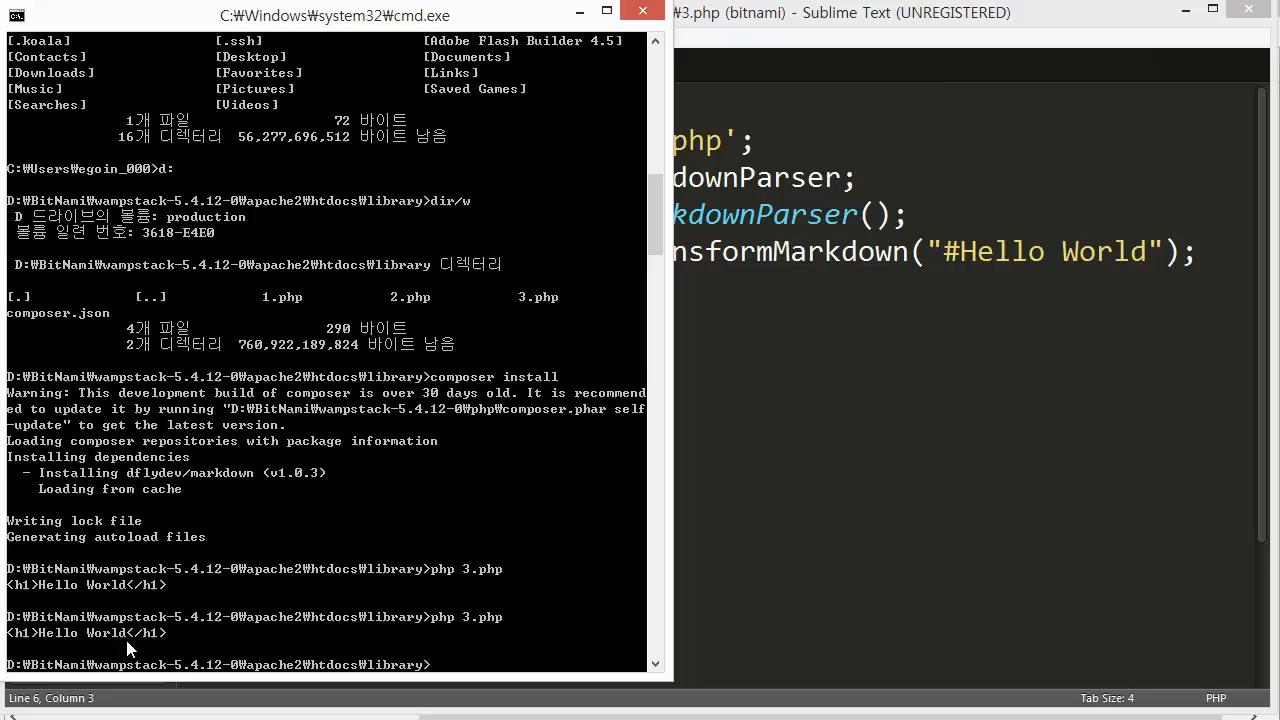 C:₩Windows₩system32₩cmd.exe
₩3.php (bitnami) - Sublime Text (UNREGISTERED)
[.koala] [.ssh] [Adobe Flash Builder 4.5]
[Contacts] [Desktop] [Documents]
[Downloads] [Favorites] [Links]
[Music] [Pictures] [Saved Games]
[Searches] [Videos]
1개 파일 72 바이트
16개 디렉터리 56,277,696,512 바이트 남음
C:₩Users₩egoin_000>d:
D:₩BitNami₩wampstack-5.4.12-0₩apache2₩htdocs₩library>dir/w
D 드라이브의 볼륨: production
볼륨 일련 번호: 3618-E4E0
D:₩BitNami₩wampstack-5.4.12-0₩apache2₩htdocs₩library 디렉터리
[.] [..] 1.php 2.php 3.php
composer.json
4개 파일 290 바이트
2개 디렉터리 760,922,189,824 바이트 남음
D:₩BitNami₩wampstack-5.4.12-0₩apache2₩htdocs₩library>composer install
Warning: This development build of composer is over 30 days old. It is recommend
ed to update it by running "D:₩BitNami₩wampstack-5.4.12-0₩php₩composer.phar self
-update" to get the latest version.
Loading composer repositories with package information
Installing dependencies
- Installing dflydev/markdown (v1.0.3)
Loading from cache
Writing lock file
Generating autoload files
D:₩BitNami₩wampstack-5.4.12-0₩apache2₩htdocs₩library>php 3.php
<h1>Hello World</h1>
D:₩BitNami₩wampstack-5.4.12-0₩apache2₩htdocs₩library>php 3.php
<h1>Hello World</h1>
D:₩BitNami₩wampstack-5.4.12-0₩apache2₩htdocs₩library>
php';
downParser;
kdownParser();
nsformMarkdown("#Hello World");
Line 6, Column 3 Tab Size: 4 PHP